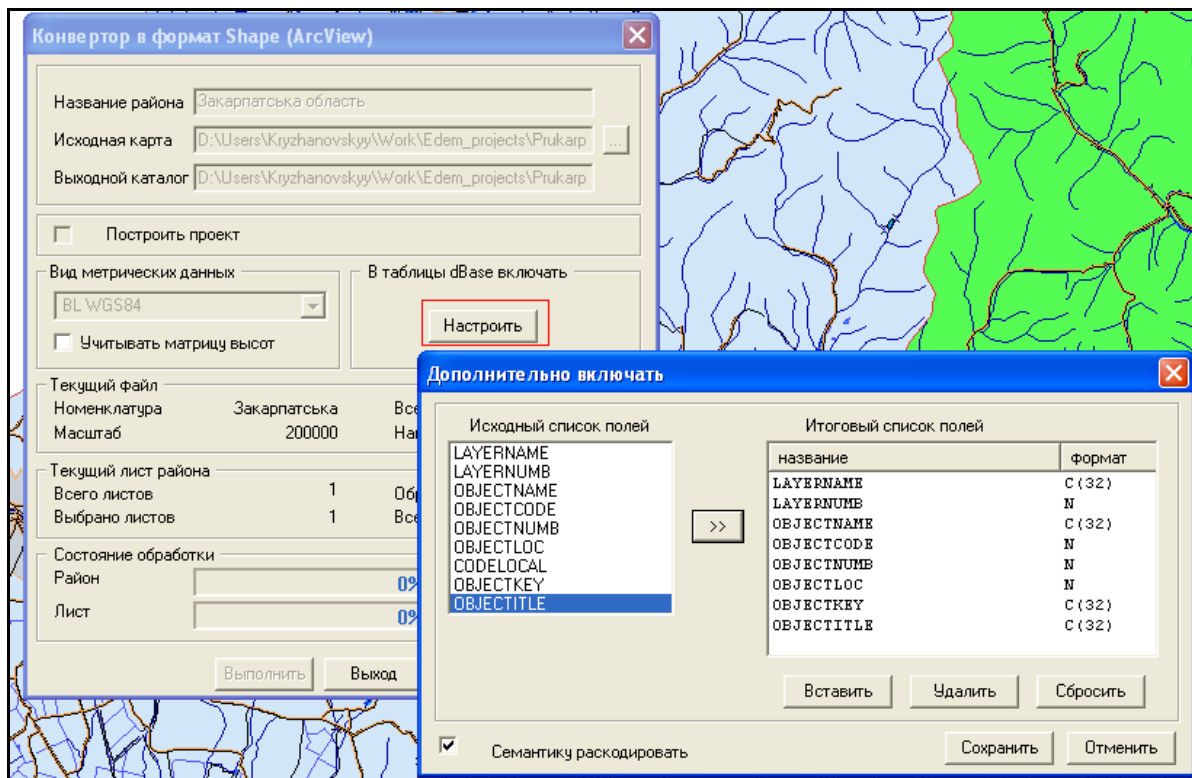 Конвертор в формат Shape (ArcView)
Название района Закарпатська область
Исходная карта D:\Users\Kryzhanovskyy\Work\Edem_projects\Prukarp ...
Выходной каталог D:\Users\Kryzhanovskyy\Work\Edem_projects\Prukarp
Построить проект
Вид метрических данных
BL WGS84
Учитывать матрицу высот
В таблицы dBase включать
Настроить
Текущий файл
Номенклатура Закарпатська
Масштаб 200000
Текущий лист района
Всего листов 1
Выбрано листов 1
Состояние обработки
Район 0%
Лист 0%
Выполнить Выход
Дополнительно включать
Исходный список полей
LAYERNAME
LAYERNUMB
OBJECTNAME
OBJECTCODE
OBJECTNUMB
OBJECTLOC
CODELOCAL
OBJECTKEY
OBJECTITLE
>>
Итоговый список полей
название формат
LAYERNAME C(32)
LAYERNUMB N
OBJECTNAME C(32)
OBJECTCODE N
OBJECTNUMB N
OBJECTLOC N
OBJECTKEY C(32)
OBJECTITLE C(32)
Вставить Удалить Сбросить
Семантику раскодировать
Сохранить Отменить